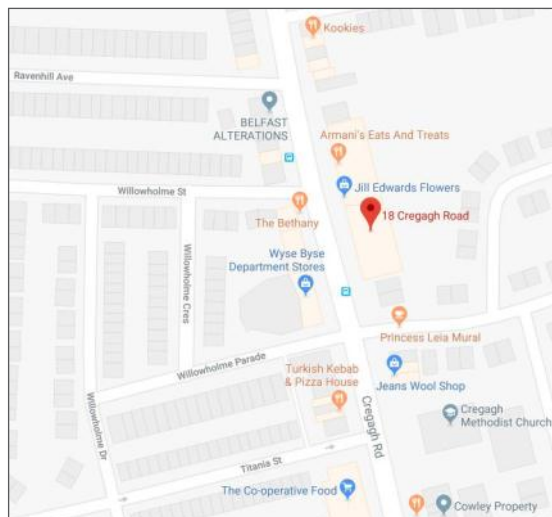 Kookies
Ravenhill Ave
BELFAST
ALTERATIONS
Armani's Eats And Treats
Jill Edwards Flowers
Willowholme St
The Bethany
18 Cregagh Road
Wyse Byse
Department Stores
Willowholme Cres
Princess Leia Mural
Willowholme Parade
Turkish Kebab
& Pizza House
Jeans Wool Shop
Cregagh Rd
Cregagh
Methodist Church
Willowholme Dr
Titania St
The Co-operative Food
Cowley Property